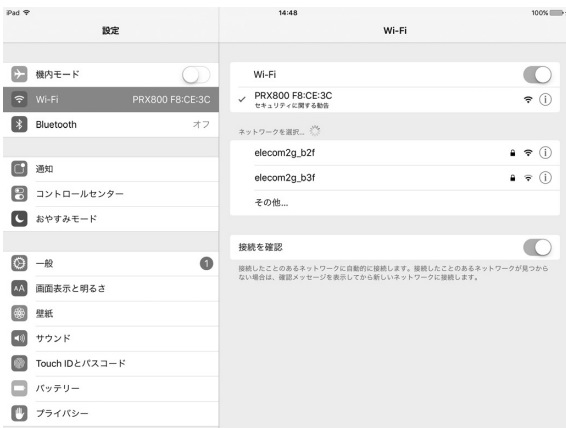 iPad 14:48 100%
設定
Wi-Fi
機内モード
Wi-Fi PRX800 F8:CE:3C
Bluetooth オフ
通知
コントロールセンター
おやすみモード
一般 1
画面表示と明るさ
壁紙
サウンド
Touch IDとパスコード
バッテリー
プライバシー
Wi-Fi
PRX800 F8:CE:3C
セキュリティに関する勧告
ネットワークを選択...
elecom2g_b2f
elecom2g_b3f
その他...
接続を確認
接続したことのあるネットワークに自動的に接続します。接続したことのあるネットワークが見つから
ない場合は、確認メッセージを表示してから新しいネットワークに接続します。